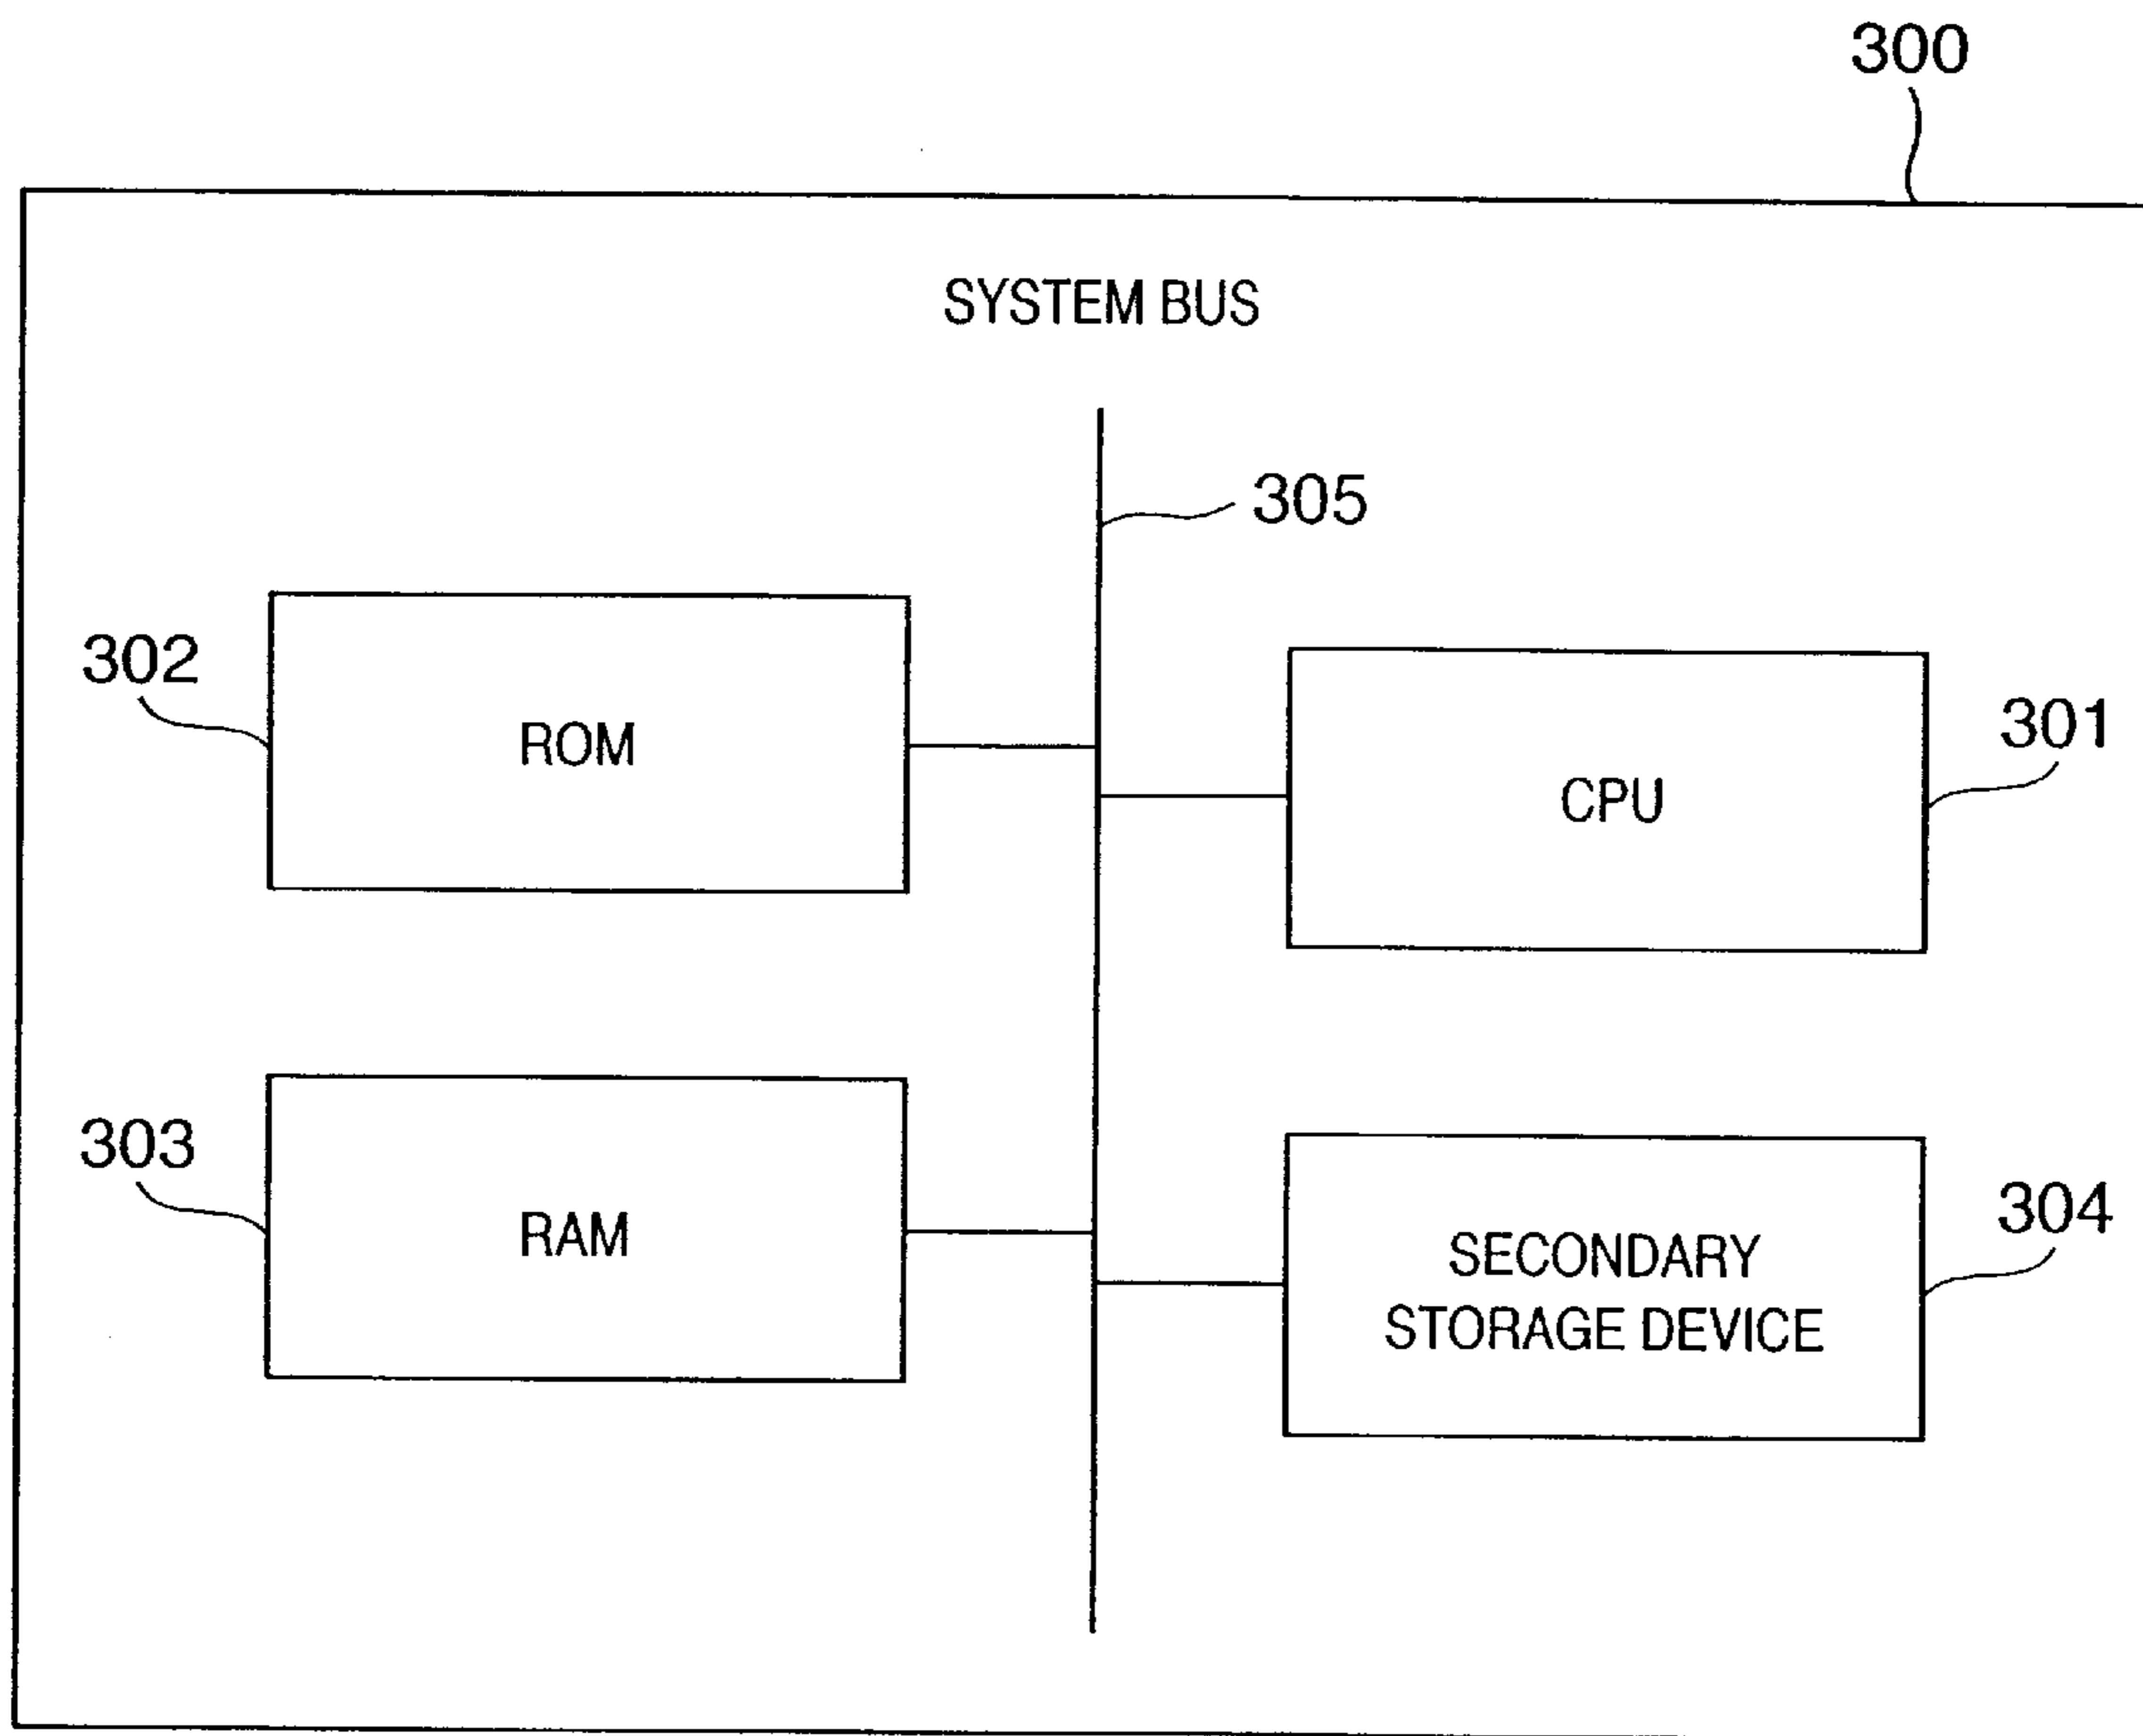 300
SYSTEM BUS
305
302
ROM
301
CPU
303
RAM
304
SECONDARY
STORAGE DEVICE